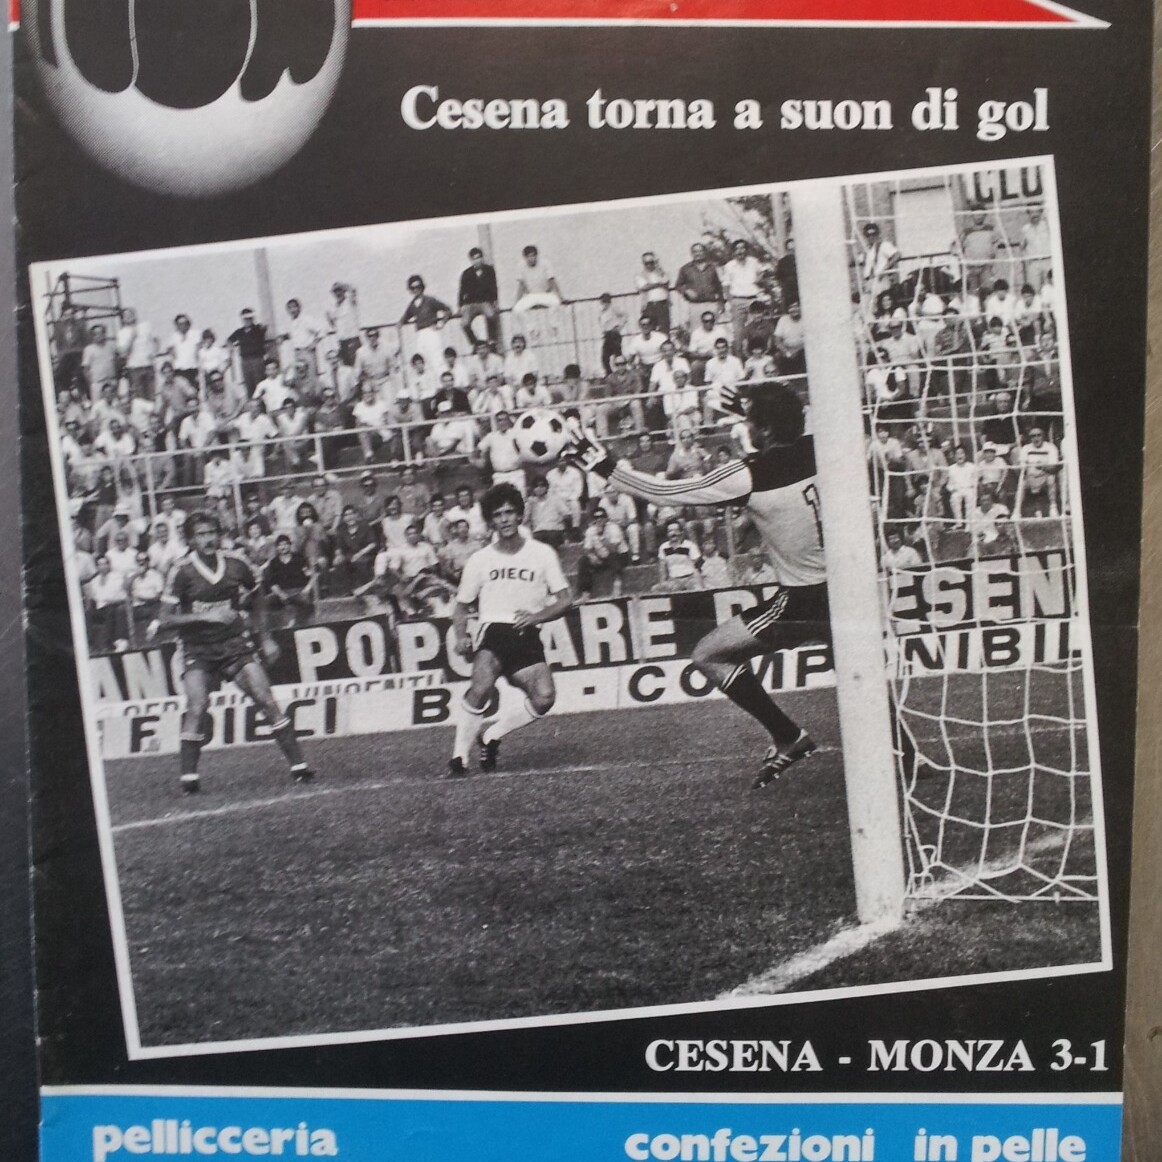 Cesena torna a suon di gol
CLU
DIECI
1
POPOLARE
ESEN
F.DIECI
B
- COMP
NIBIL
CESENA - MONZA 3-1
pellicceria
confezioni in pelle